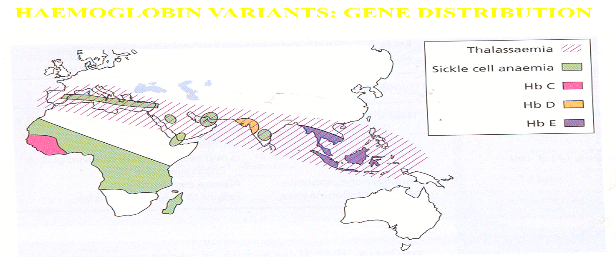 HAEMOGLOBIN VARIANTS: GENE DISTRIBUTION
Thalassaemia
Sickle cell anaemia
Hb C
Hb D
Hb E